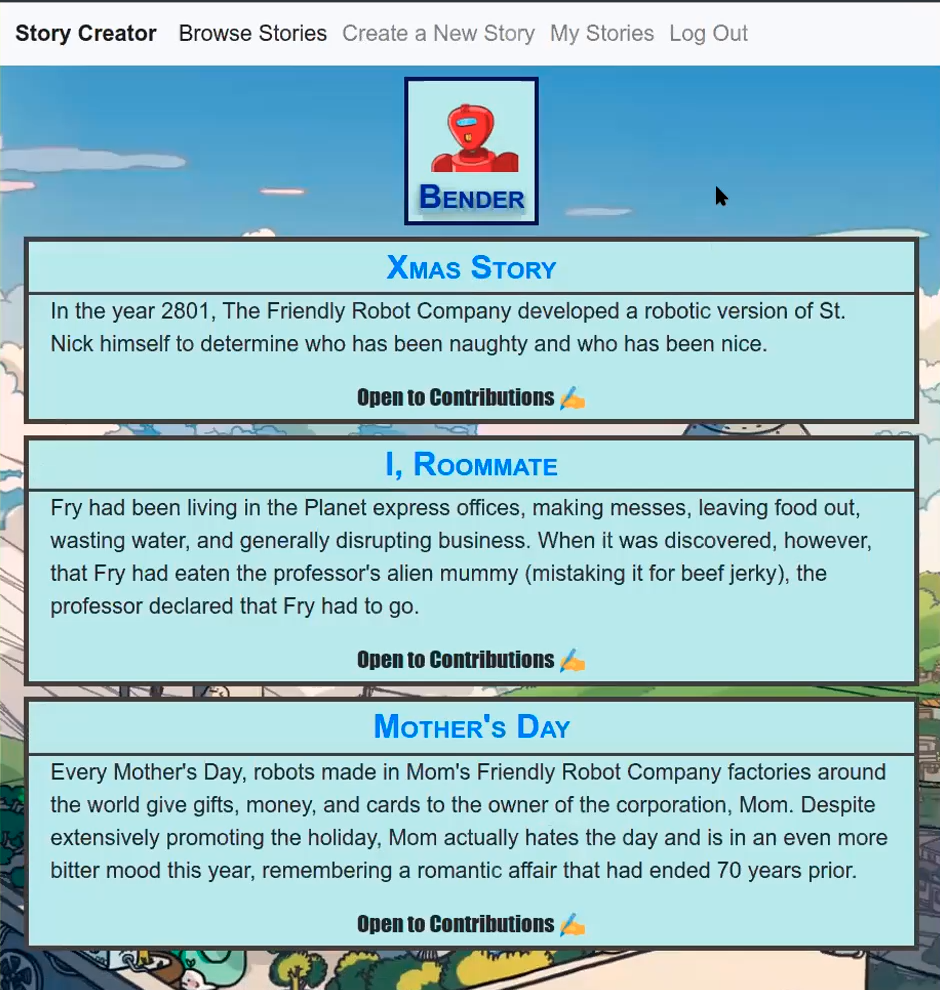 Story Creator Browse Stories Create a New Story My Stories Log Out
Bender
Xmas Story
In the year 2801, The Friendly Robot Company developed a robotic version of St.
Nick himself to determine who has been naughty and who has been nice.
Open to Contributions ✍️
I, Roommate
Fry had been living in the Planet express offices, making messes, leaving food out,
wasting water, and generally disrupting business. When it was discovered, however,
that Fry had eaten the professor's alien mummy (mistaking it for beef jerky), the
professor declared that Fry had to go.
Open to Contributions ✍️
Mother's Day
Every Mother's Day, robots made in Mom's Friendly Robot Company factories around
the world give gifts, money, and cards to the owner of the corporation, Mom. Despite
extensively promoting the holiday, Mom actually hates the day and is in an even more
bitter mood this year, remembering a romantic affair that had ended 70 years prior.
Open to Contributions ✍️